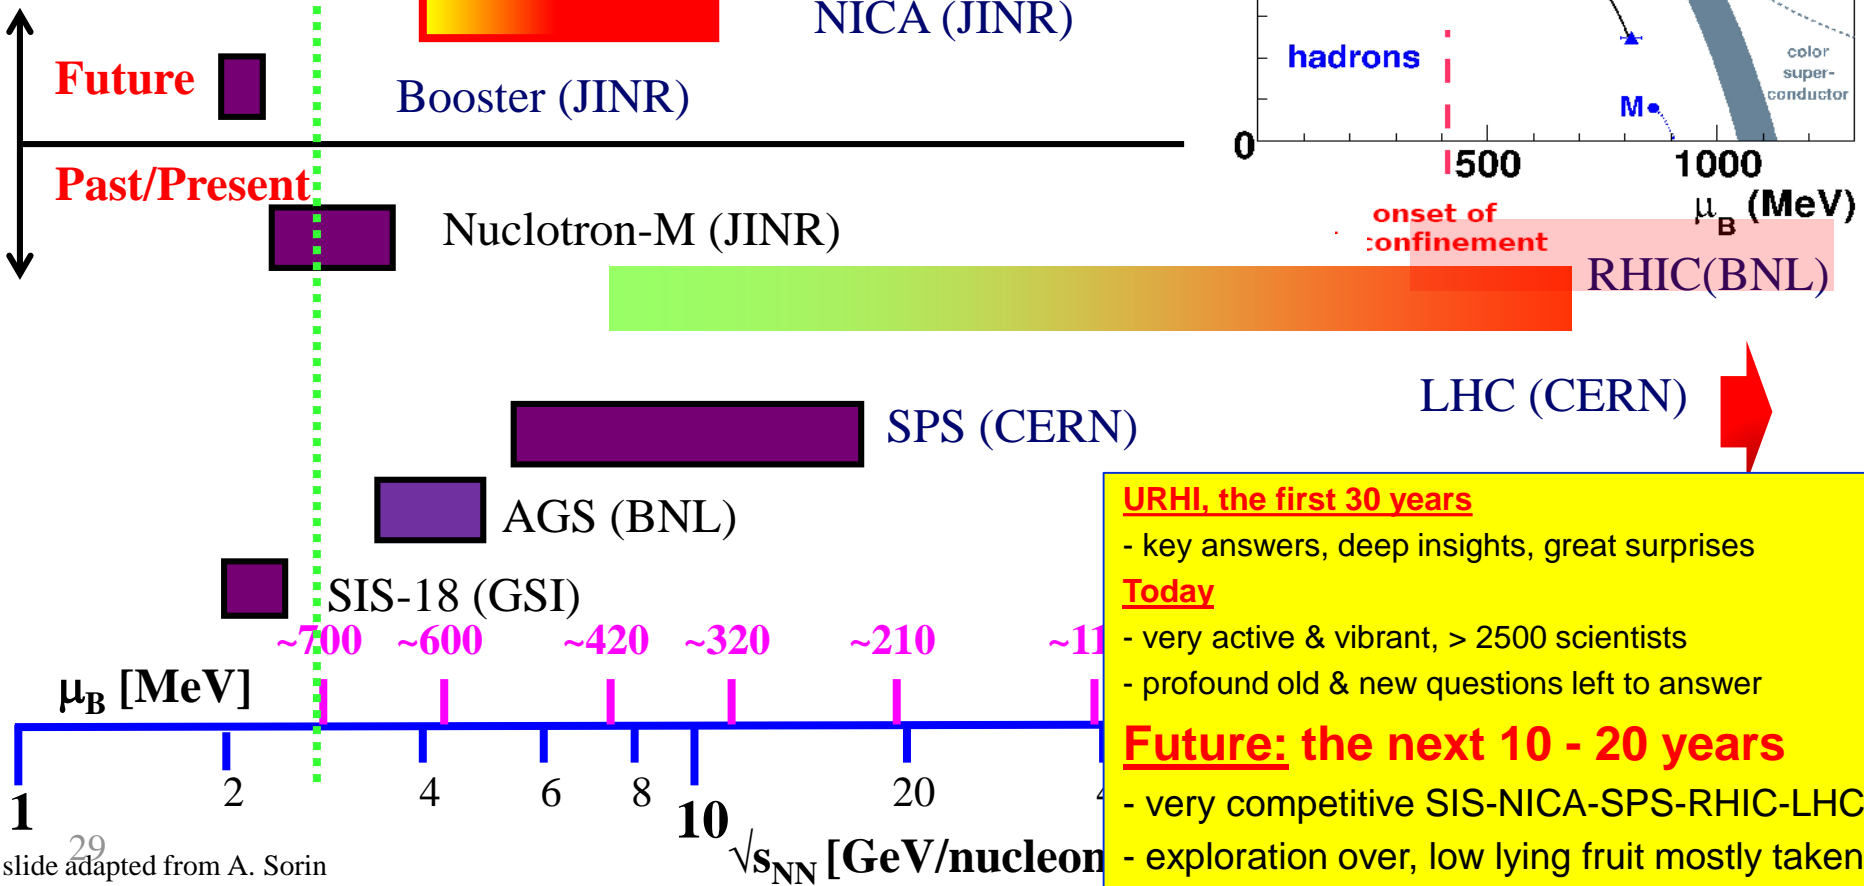 NICA (JINR)
Future
Booster (JINR)
hadrons
color
super-
conductor
M
0
500
1000
μB (MeV)
Past/Present
Nuclotron-M (JINR)
onset of
confinement
RHIC(BNL)
LHC (CERN)
SPS (CERN)
AGS (BNL)
SIS-18 (GSI)
~700 ~600 ~420 ~320 ~210 ~11
μB [MeV]
1 2 4 6 8 10 20 4
√sNN [GeV/nucleon
29
slide adapted from A. Sorin
URHI, the first 30 years
- key answers, deep insights, great surprises
Today
- very active & vibrant, > 2500 scientists
- profound old & new questions left to answer
Future: the next 10 - 20 years
- very competitive SIS-NICA-SPS-RHIC-LHC
- exploration over, low lying fruit mostly taken